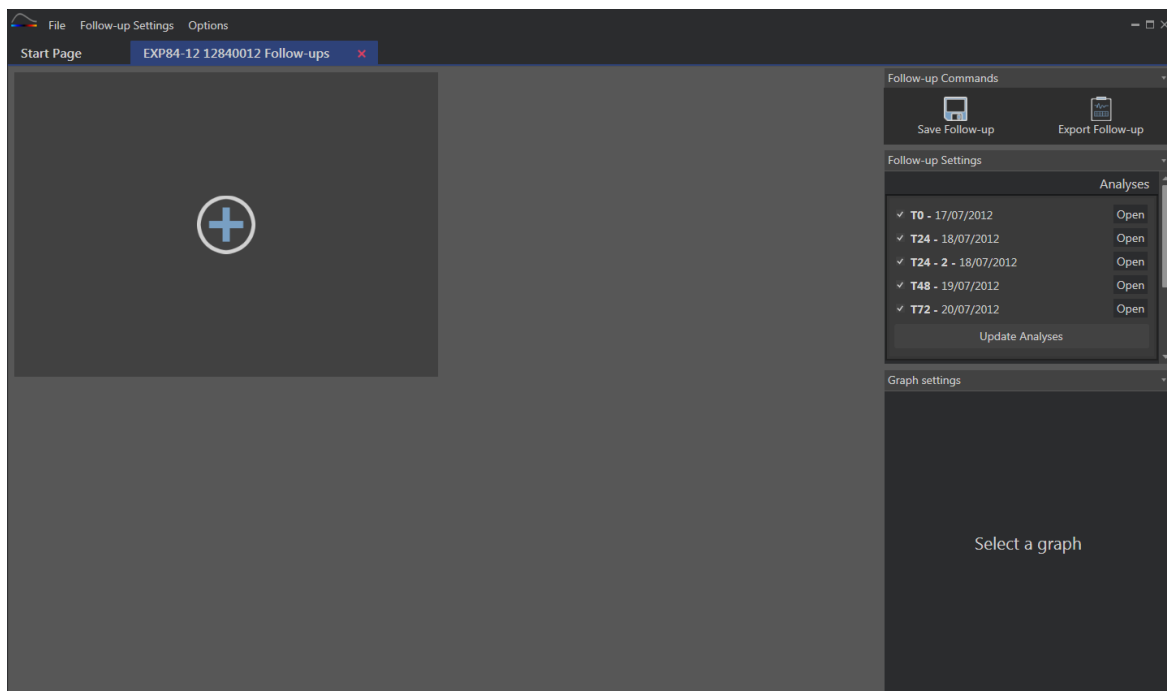 File Follow-up Settings Options
Start Page EXP84-12 12840012 Follow-ups
Follow-up Commands
Save Follow-up Export Follow-up
Follow-up Settings
Analyses
T0 - 17/07/2012 Open
T24 - 18/07/2012 Open
T24 - 2 - 18/07/2012 Open
T48 - 19/07/2012 Open
T72 - 20/07/2012 Open
Update Analyses
Graph settings
Select a graph